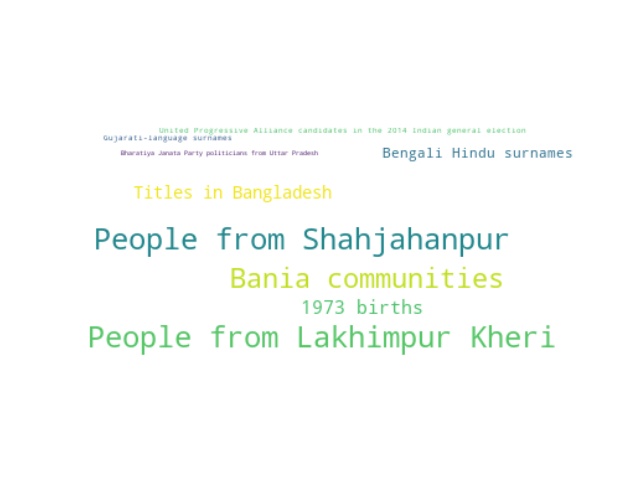 United Progressive Alliance candidates in the 2014 Indian general election
Gujarati-language surnames
Bharatiya Janata Party politicians from Uttar Pradesh
Bengali Hindu surnames
Titles in Bangladesh
People from Shahjahanpur
Bania communities
1973 births
People from Lakhimpur Kheri